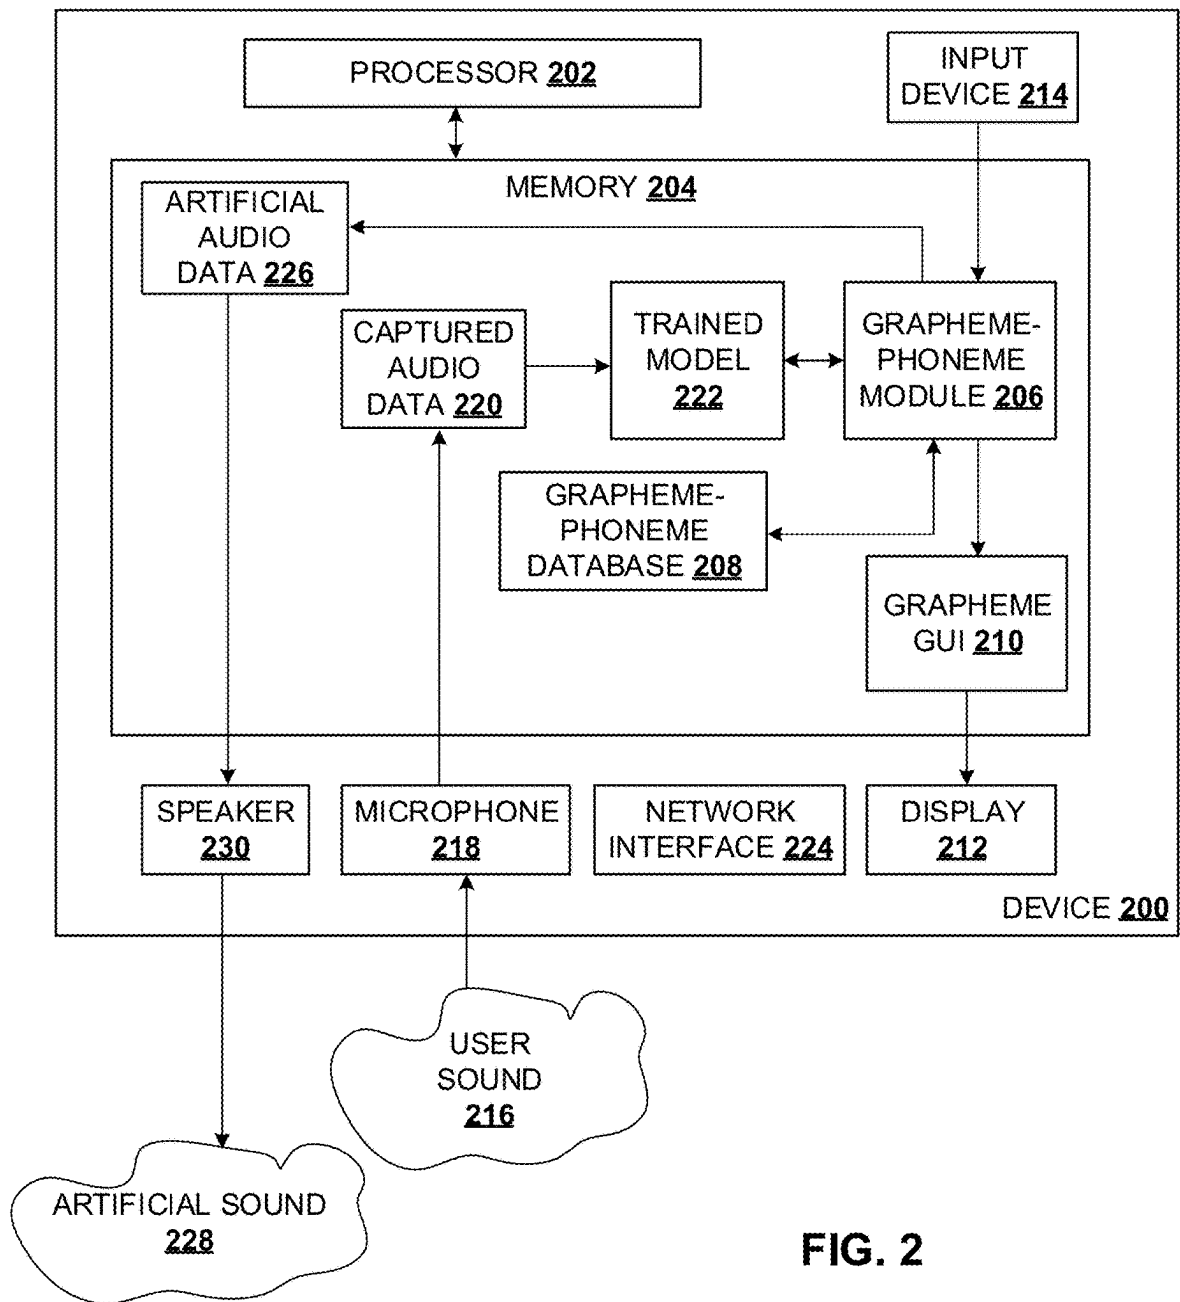 PROCESSOR 202
INPUT
DEVICE 214
MEMORY 204
ARTIFICIAL
AUDIO
DATA 226
CAPTURED
AUDIO
DATA 220
TRAINED
MODEL
222
GRAPHEME-
PHONEME
MODULE 206
GRAPHEME-
PHONEME
DATABASE 208
GRAPHEME
GUI 210
SPEAKER
230
MICROPHONE
218
NETWORK
INTERFACE 224
DISPLAY
212
DEVICE 200
USER
SOUND
216
ARTIFICIAL SOUND
228
FIG. 2